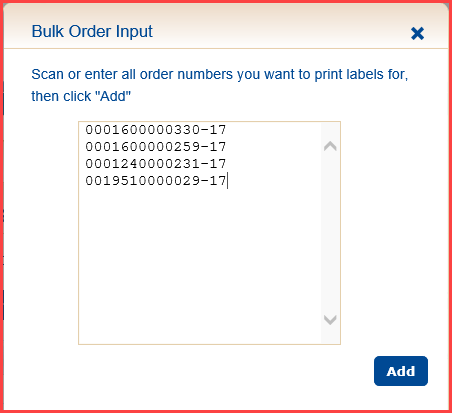 Bulk Order Input
Scan or enter all order numbers you want to print labels for,
then click "Add"
0001600000330-17
0001600000259-17
0001240000231-17
0019510000029-17
Add